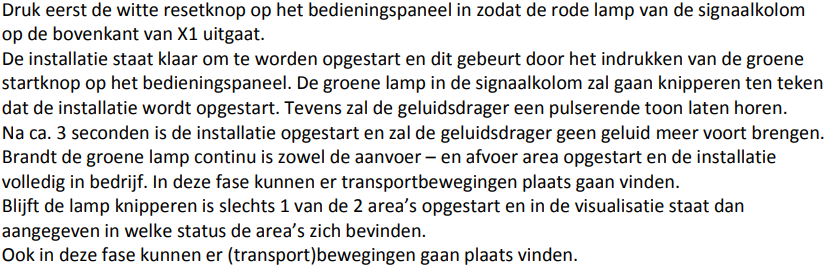 Druk eerst de witte resetknop op het bedieningspaneel in zodat de rode lamp van de signaalkolom
op de bovenkant van X1 uitgaat.
De installatie staat klaar om te worden opgestart en dit gebeurt door het indrukken van de groene
startknop op het bedieningspaneel. De groene lamp in de signaalkolom zal gaan knipperen ten teken
dat de installatie wordt opgestart. Tevens zal de geluidsdrager een pulserende toon laten horen.
Na ca. 3 seconden is de installatie opgestart en zal de geluidsdrager geen geluid meer voort brengen.
Brandt de groene lamp continu is zowel de aanvoer – en afvoer area opgestart en de installatie
volledig in bedrijf. In deze fase kunnen er transportbewegingen plaats gaan vinden.
Blijft de lamp knipperen is slechts 1 van de 2 area’s opgestart en in de visualisatie staat dan
aangegeven in welke status de area’s zich bevinden.
Ook in deze fase kunnen er (transport)bewegingen gaan plaats vinden.